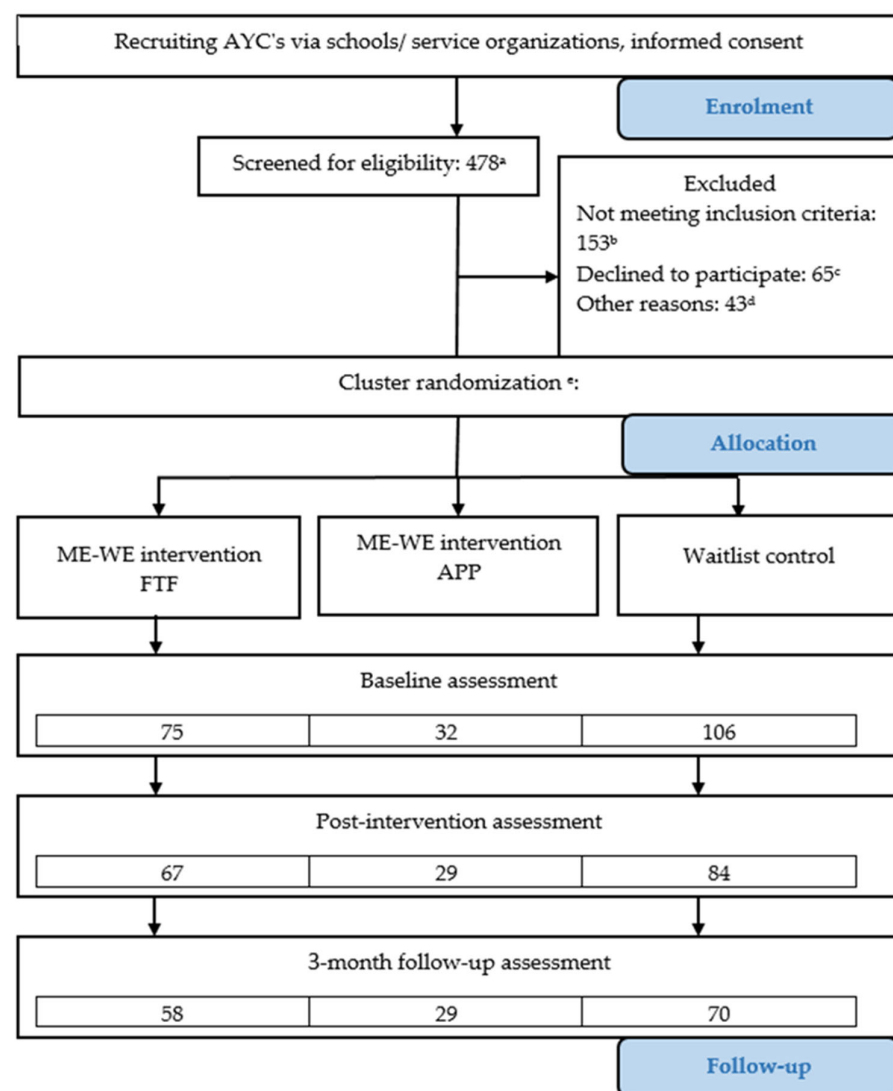 Recruiting AYC's via schools/ service organizations, informed consent
Enrolment
Screened for eligibility: 478ᵃ
Excluded
Not meeting inclusion criteria:
153ᵇ
Declined to participate: 65ᶜ
Other reasons: 43ᵈ
Cluster randomization ᵉ:
Allocation
ME-WE intervention
FTF
ME-WE intervention
APP
Waitlist control
Baseline assessment
75 32 106
Post-intervention assessment
67 29 84
3-month follow-up assessment
58 29 70
Follow-up